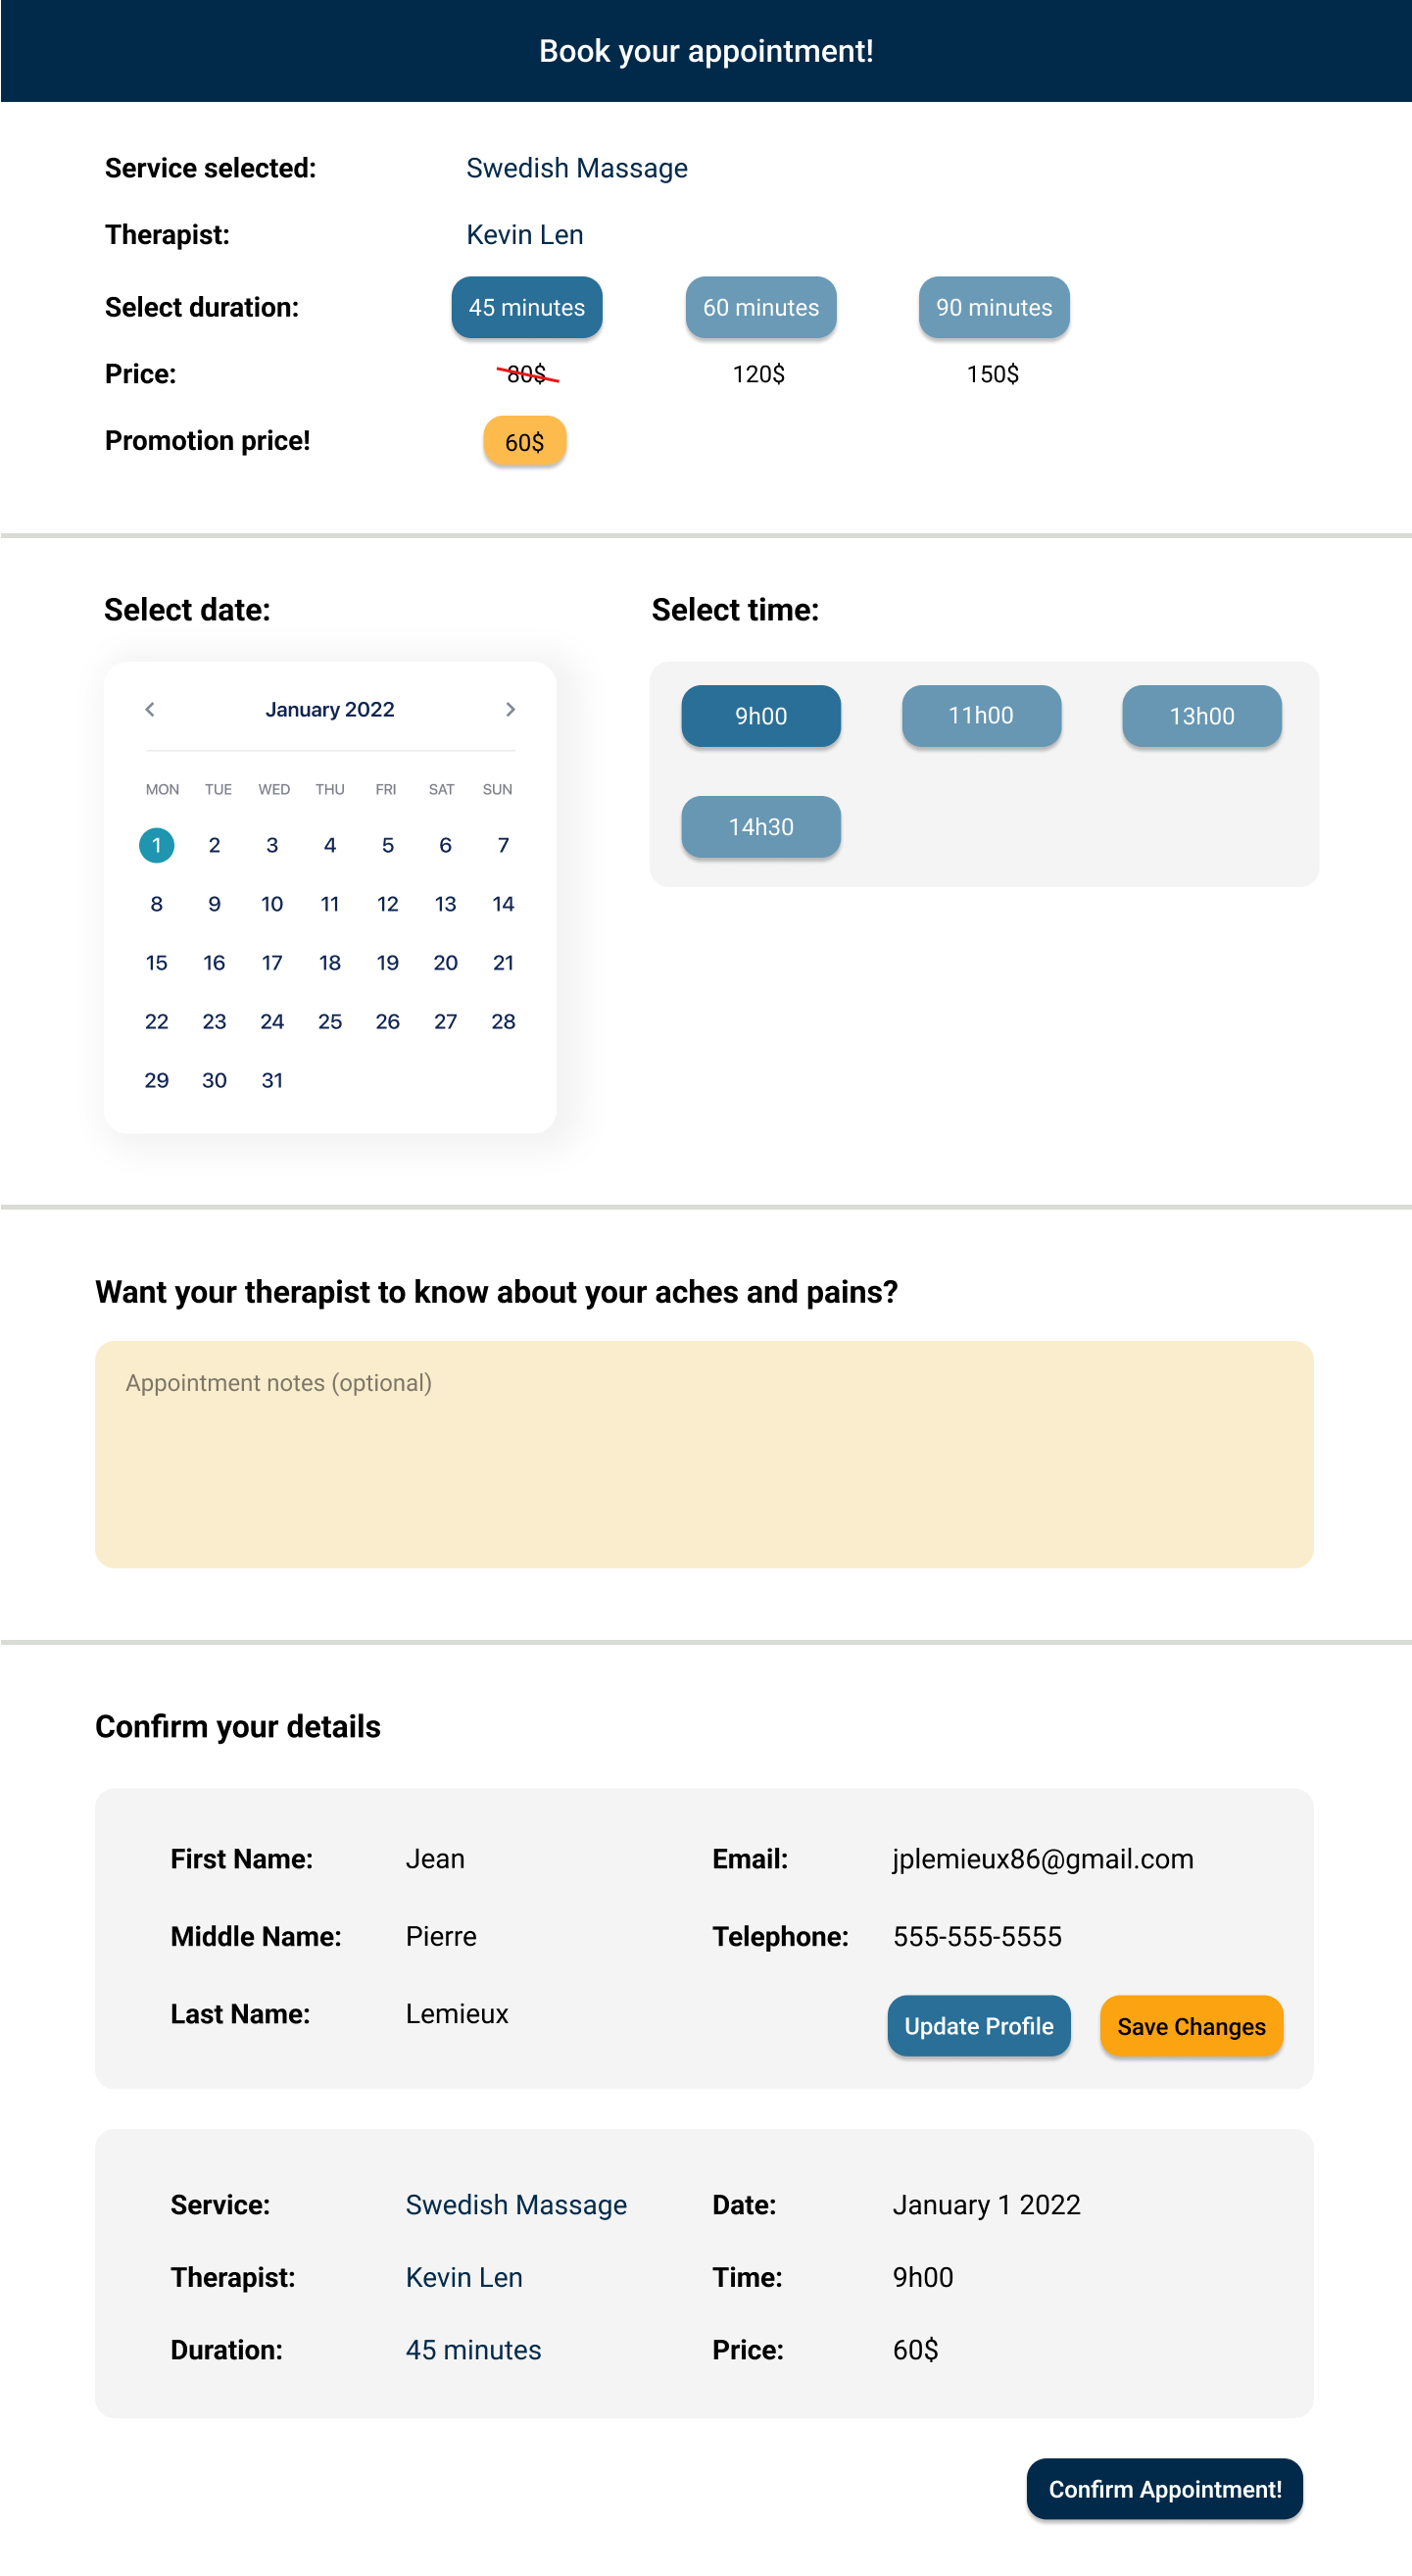 Book your appointment!
Service selected: Swedish Massage
Therapist: Kevin Len
Select duration: 45 minutes 60 minutes 90 minutes
Price: 80$ 120$ 150$
Promotion price! 60$
Select date:
January 2022
MON TUE WED THU FRI SAT SUN
1 2 3 4 5 6 7
8 9 10 11 12 13 14
15 16 17 18 19 20 21
22 23 24 25 26 27 28
29 30 31
Select time:
9h00 11h00 13h00
14h30
Want your therapist to know about your aches and pains?
Appointment notes (optional)
Confirm your details
First Name: Jean Email: jplemieux86@gmail.com
Middle Name: Pierre Telephone: 555-555-5555
Last Name: Lemieux
Update Profile Save Changes
Service: Swedish Massage Date: January 1 2022
Therapist: Kevin Len Time: 9h00
Duration: 45 minutes Price: 60$
Confirm Appointment!